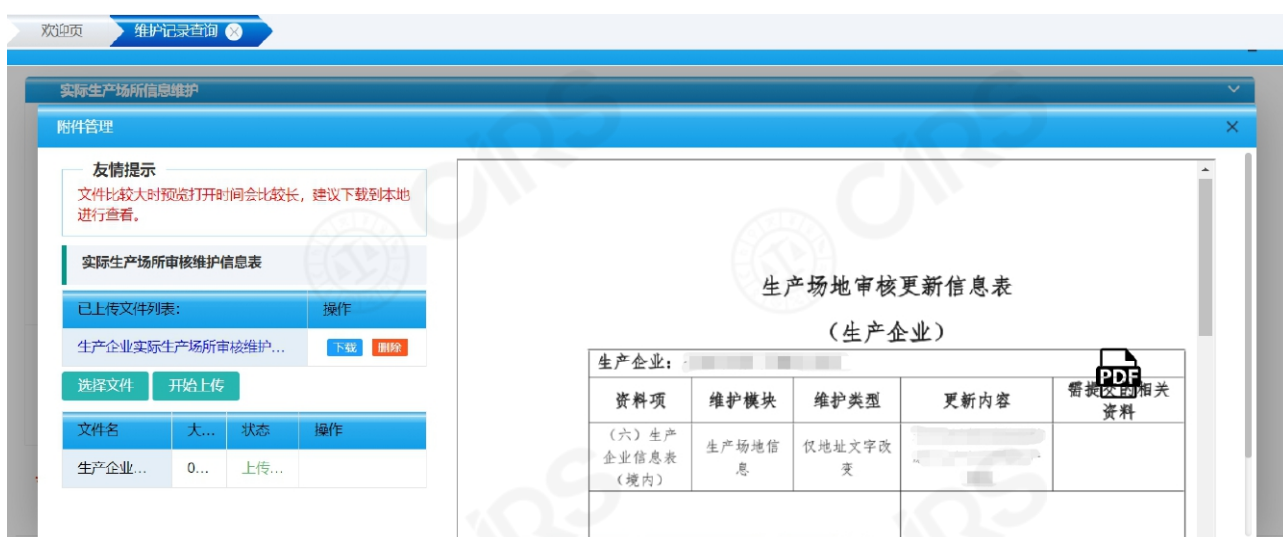 欢迎页
维护记录查询
实际生产场所信息维护
附件管理
友情提示
文件比较大时预览打开时间会比较长，建议下载到本地
进行查看。
实际生产场所审核维护信息表
已上传文件列表：
操作
生产企业实际生产场所审核维护...
下载
删除
选择文件
开始上传
文件名
大...
状态
操作
生产企业...
0...
上传...
生产场地审核更新信息表
（生产企业）
生产企业：
资料项
维护模块
维护类型
更新内容
需提交的相关
资料
PDF
（六）生产
企业信息表
（境内）
生产场地信
息
仅地址文字改
变
CIRS
CIRS
CIRS
CIRS